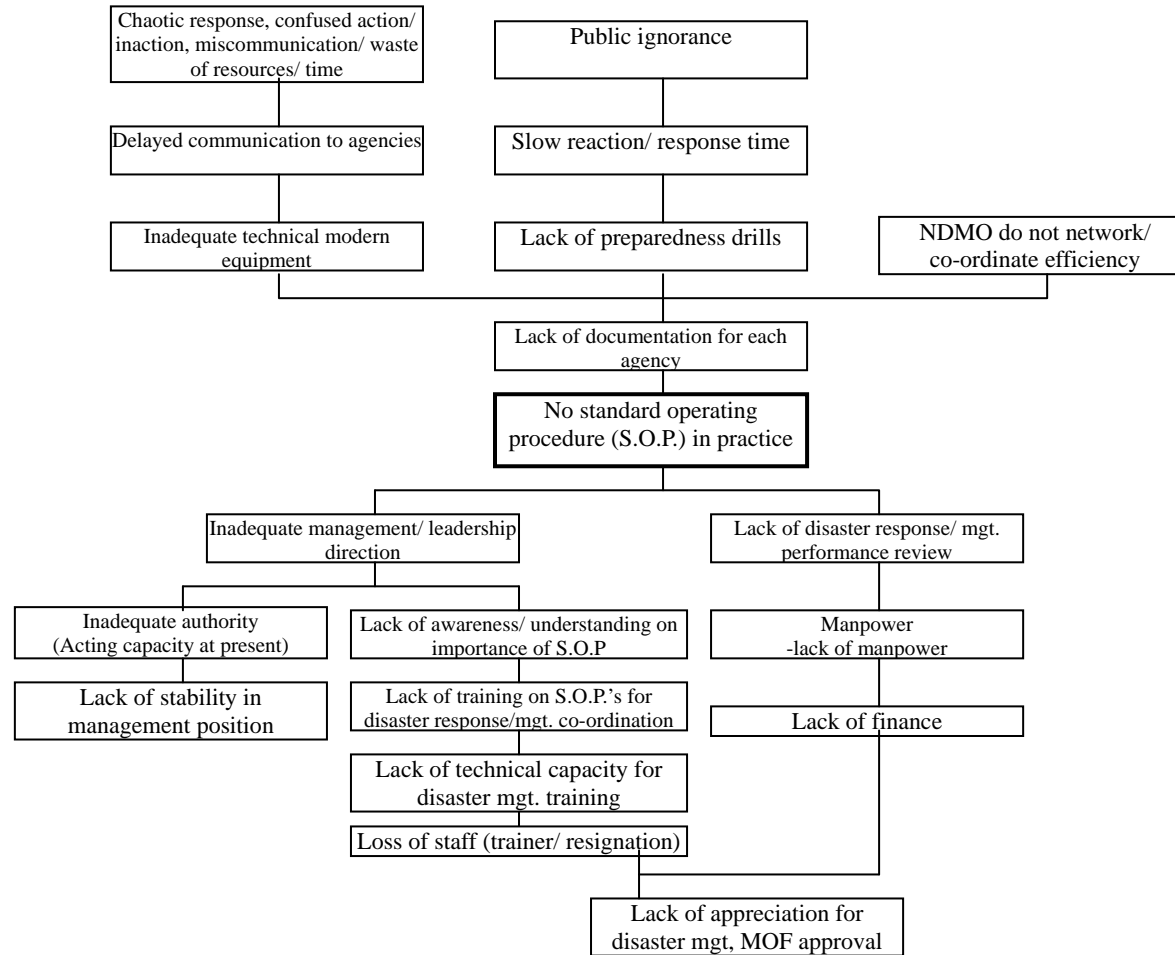 Chaotic response, confused action/
inaction, miscommunication/ waste
of resources/ time
Public ignorance
Delayed communication to agencies
Slow reaction/ response time
Inadequate technical modern
equipment
Lack of preparedness drills
NDMO do not network/
co-ordinate efficiency
Lack of documentation for each
agency
No standard operating
procedure (S.O.P.) in practice
Inadequate management/ leadership
direction
Lack of disaster response/ mgt.
performance review
Inadequate authority
(Acting capacity at present)
Lack of awareness/ understanding on
importance of S.O.P
Manpower
-lack of manpower
Lack of stability in
management position
Lack of training on S.O.P.’s for
disaster response/mgt. co-ordination
Lack of finance
Lack of technical capacity for
disaster mgt. training
Loss of staff (trainer/ resignation)
Lack of appreciation for
disaster mgt, MOF approval